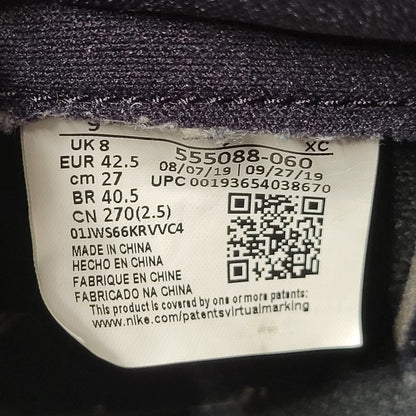 9 XC
UK 8 555088-060
EUR 42.5 08/07/19 | 09/27/19
cm 27 UPC 00193654038670
BR 40.5
CN 270(2.5)
01JWS66KRVVC4
MADE IN CHINA
HECHO EN CHINA
FABRIQUE EN CHINE
FABRICADO NA CHINA
This product is covered by one or more patents:
www.nike.com/patentsvirtualmarking